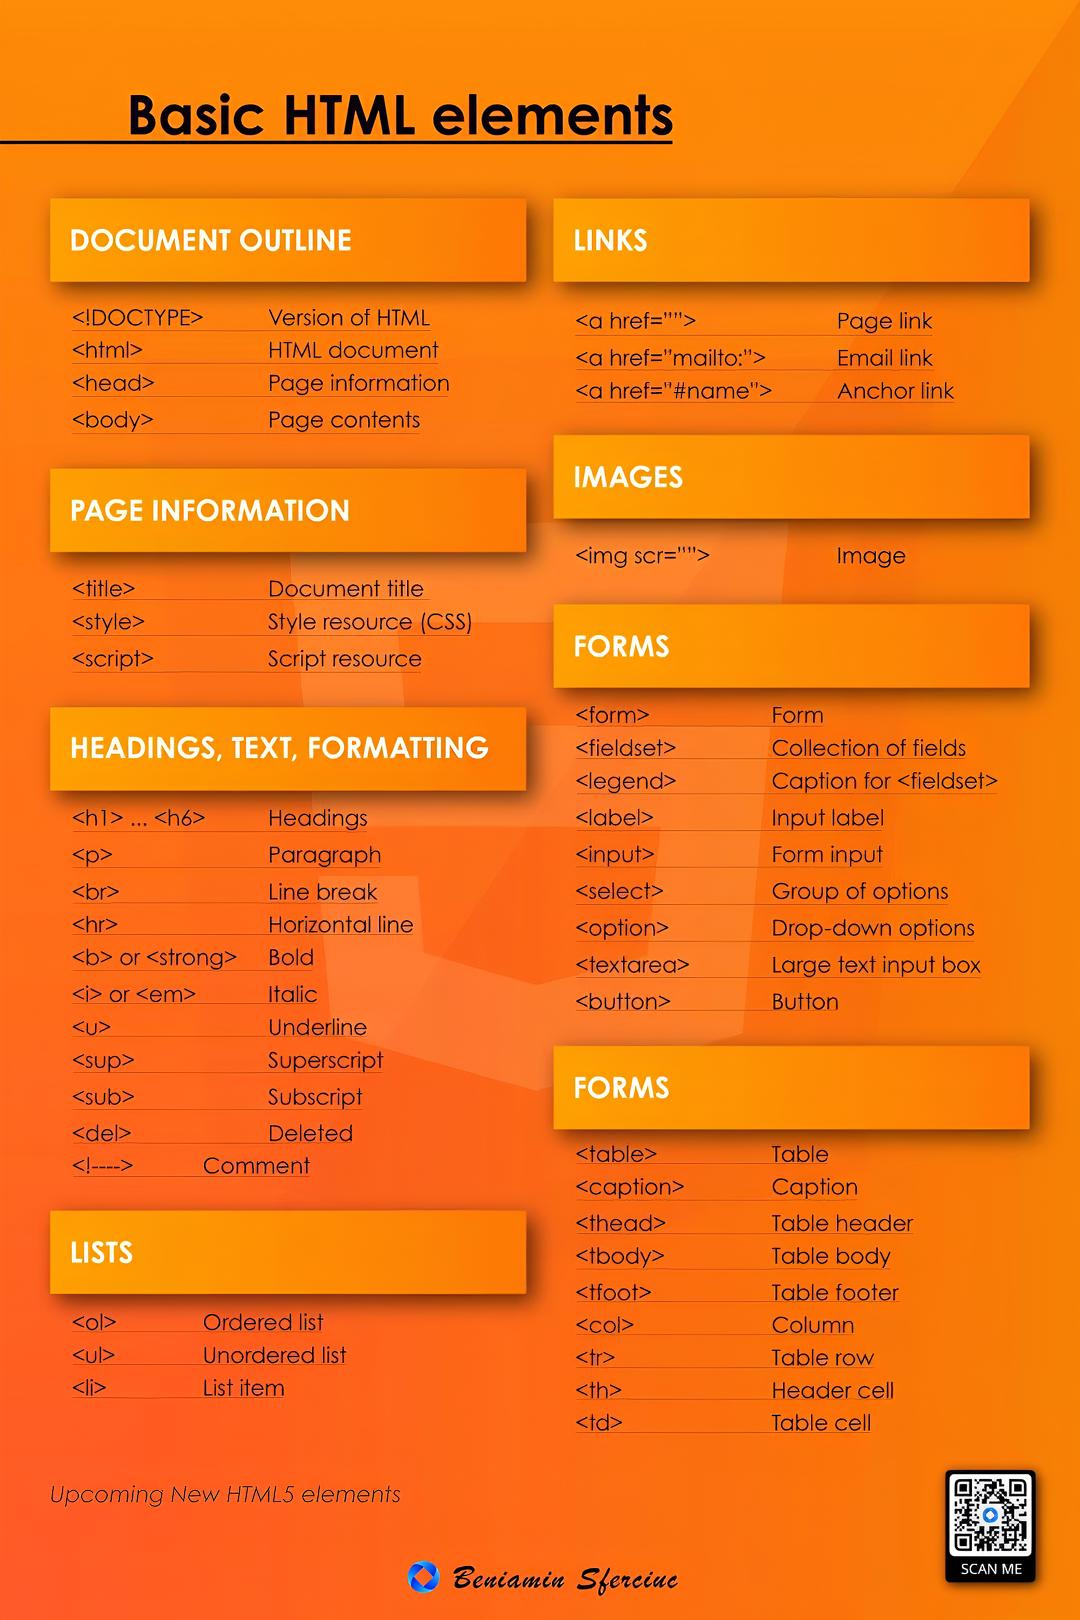 Basic HTML elements
DOCUMENT OUTLINE
<!DOCTYPE> Version of HTML
<html> HTML document
<head> Page information
<body> Page contents
PAGE INFORMATION
<title> Document title
<style> Style resource (CSS)
<script> Script resource
HEADINGS, TEXT, FORMATTING
<h1> ... <h6> Headings
<p> Paragraph
<br> Line break
<hr> Horizontal line
<b> or <strong> Bold
<i> or <em> Italic
<u> Underline
<sup> Superscript
<sub> Subscript
<del> Deleted
<!----> Comment
LISTS
<ol> Ordered list
<ul> Unordered list
<li> List item
LINKS
<a href=””> Page link
<a href=”mailto:”> Email link
<a href=”#name”> Anchor link
IMAGES
<img scr=””> Image
FORMS
<form> Form
<fieldset> Collection of fields
<legend> Caption for <fieldset>
<label> Input label
<input> Form input
<select> Group of options
<option> Drop-down options
<textarea> Large text input box
<button> Button
FORMS
<table> Table
<caption> Caption
<thead> Table header
<tbody> Table body
<tfoot> Table footer
<col> Column
<tr> Table row
<th> Header cell
<td> Table cell
Upcoming New HTML5 elements
SCAN ME
Beniamin Sferciuc